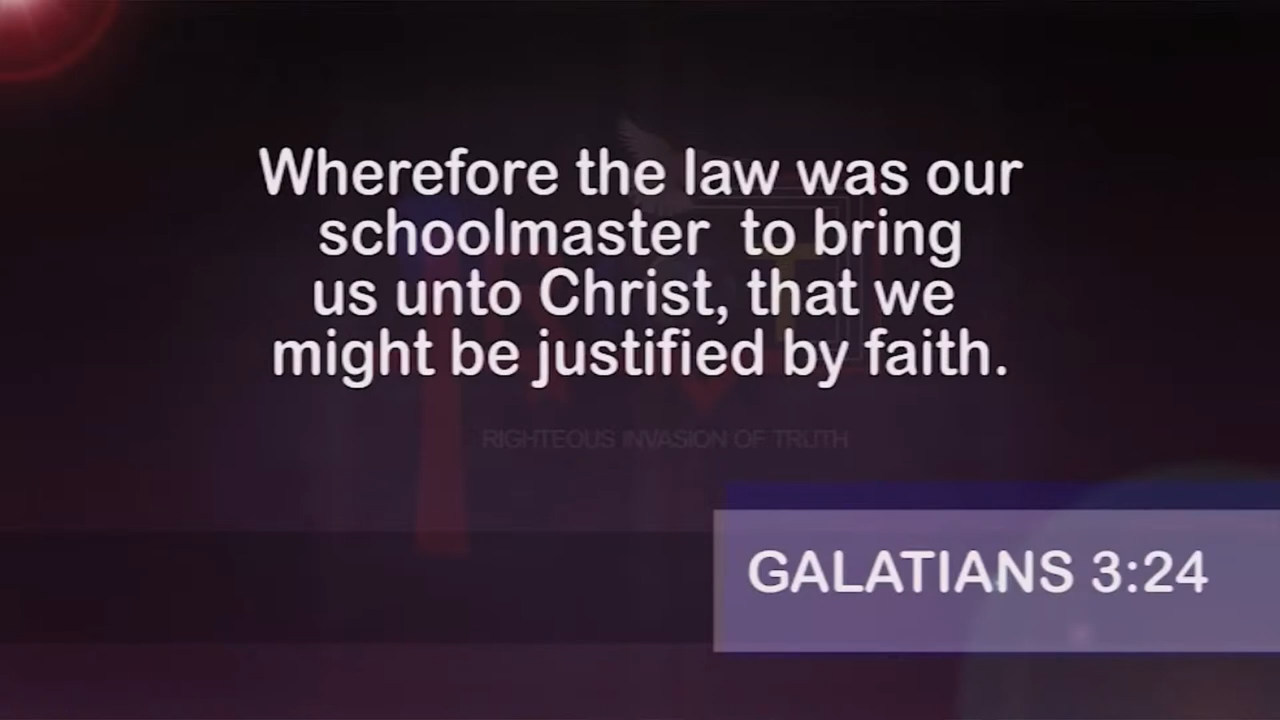 Wherefore the law was our
schoolmaster to bring
us unto Christ, that we
might be justified by faith.
RIGHTEOUS INVASION OF TRUTH
GALATIANS 3:24